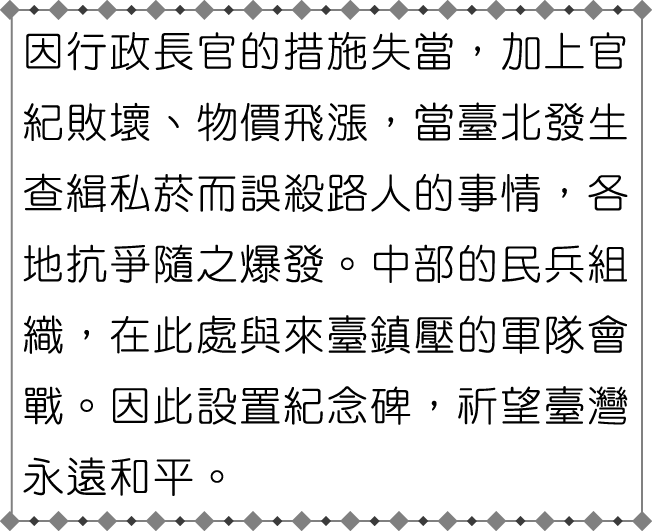 因行政長官的措施失當，加上官
紀敗壞、物價飛漲，當臺北發生
查緝私菸而誤殺路人的事情，各
地抗爭隨之爆發。中部的民兵組
織，在此處與來臺鎮壓的軍隊會
戰。因此設置紀念碑，祈望臺灣
永遠和平。